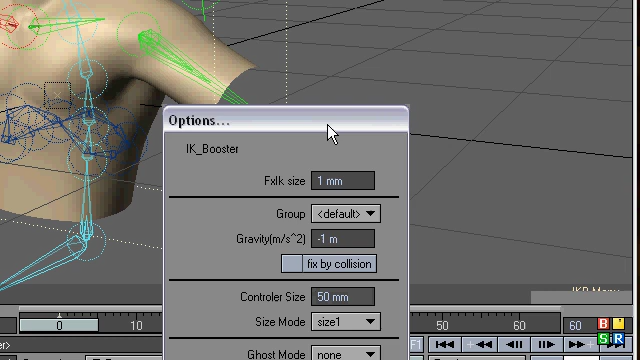 Options...
IK_Booster
FxIk size 1 mm
Group <default>
Gravity(m/s^2) -1 m
fix by collision
Controler Size 50 mm
Size Mode size1
Ghost Mode none
IKB Menu
0 10 50 60 60
B
S i R
er>
F1